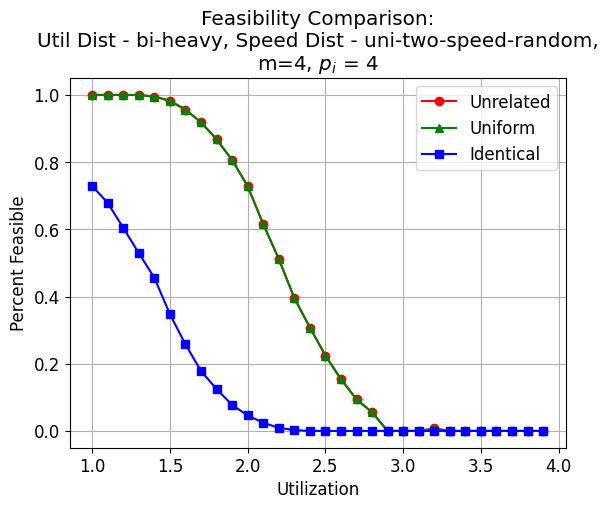 Feasibility Comparison:
Util Dist - bi-heavy, Speed Dist - uni-two-speed-random,
m=4, $p_i$ = 4
Unrelated
Uniform
Identical
Percent Feasible
1.0
0.8
0.6
0.4
0.2
0.0
1.0 1.5 2.0 2.5 3.0 3.5 4.0
Utilization